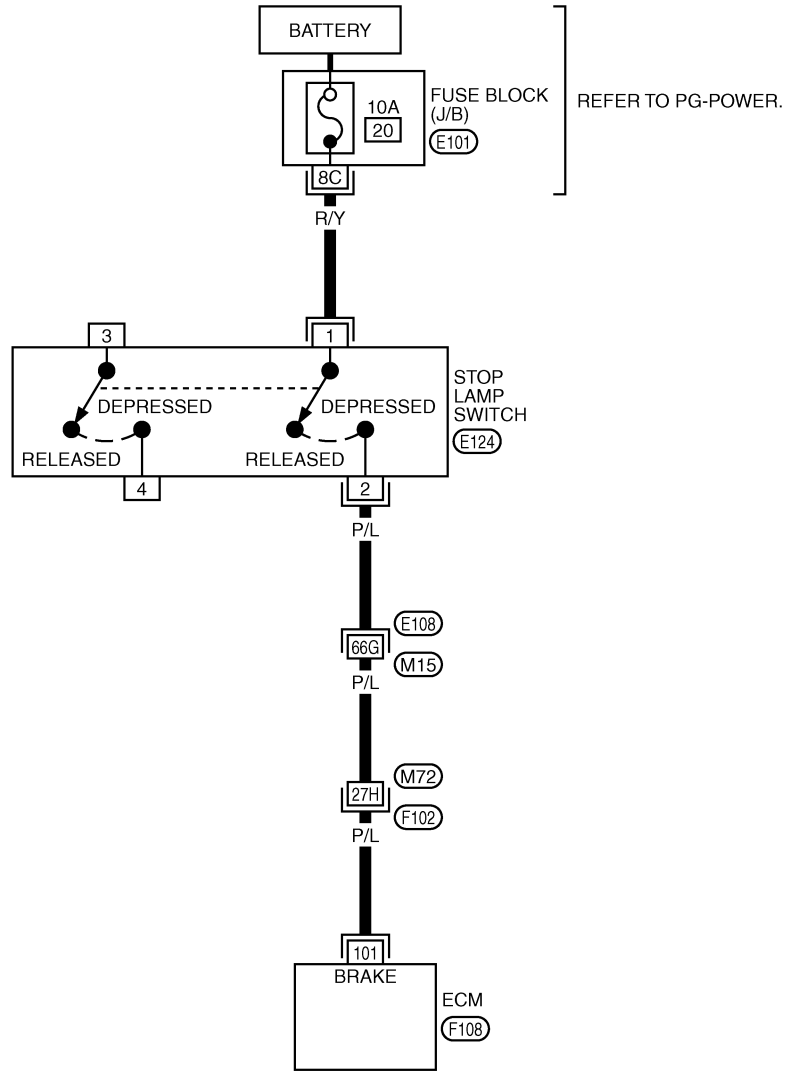 BATTERY
10A
20
FUSE BLOCK
(J/B)
E101
REFER TO PG-POWER.
8C
R/Y
3
1
DEPRESSED
DEPRESSED
RELEASED
RELEASED
STOP
LAMP
SWITCH
E124
4
2
P/L
E108
66G
M15
P/L
M72
27H
F102
P/L
101
BRAKE
ECM
F108